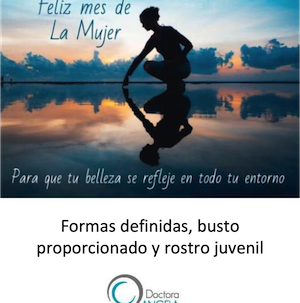 Feliz mes de
La Mujer
Para que tu belleza se refleje en todo tu entorno
Formas definidas, busto
proporcionado y rostro juvenil
Doctora